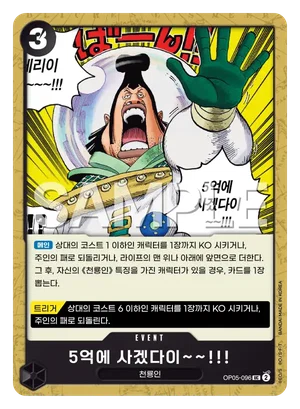 3
케리이
~~~!!!
5억에
사겠다이
~~~!!!
SAMPLE
메인 상대의 코스트 1 이하인 캐릭터를 1장까지 KO 시키거나,
주인의 패로 되돌리거나, 라이프의 맨 위나 아래에 앞면으로 더한다.
그 후, 자신의 《천룡인》 특징을 가진 캐릭터가 있을 경우, 카드를 1장
뽑는다.
트리거 상대의 코스트 6 이하인 캐릭터를 1장까지 KO 시키거나,
주인의 패로 되돌린다.
EVENT
5억에 사겠다이~~!!!
천룡인
OP05-096 UC 2